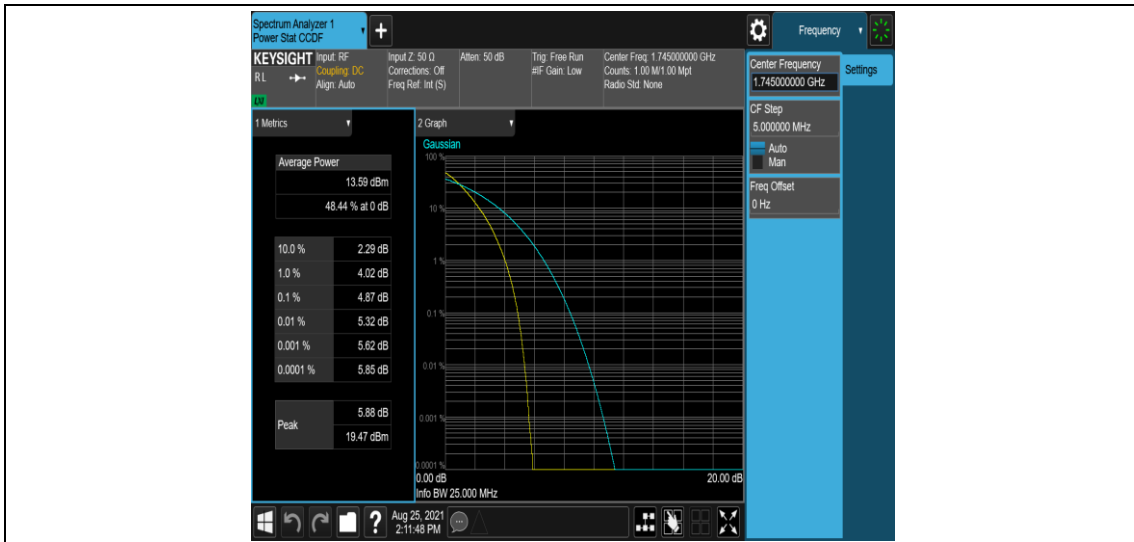 Spectrum Analyzer 1
Power Stat CCDF
+
Frequency
KEYSIGHT
RL
LXI
Input: RF
Coupling: DC
Align: Auto
Input Z: 50 Ω
Corrections: Off
Freq Ref: Int (S)
Atten: 50 dB
Trig: Free Run
#IF Gain: Low
Center Freq: 1.745000000 GHz
Counts: 1.00 M/1.00 Mpt
Radio Std: None
Center Frequency
1.745000000 GHz
Settings
CF Step
5.000000 MHz
Auto
Man
Freq Offset
0 Hz
1 Metrics
Average Power
13.59 dBm
48.44 % at 0 dB
10.0 % 2.29 dB
1.0 % 4.02 dB
0.1 % 4.87 dB
0.01 % 5.32 dB
0.001 % 5.62 dB
0.0001 % 5.85 dB
Peak
5.88 dB
19.47 dBm
2 Graph
Gaussian
100 %
10 %
1 %
0.1 %
0.01 %
0.001 %
0.0001 %
0.00 dB 20.00 dB
Info BW 25.000 MHz
?
Aug 25, 2021
2:11:48 PM